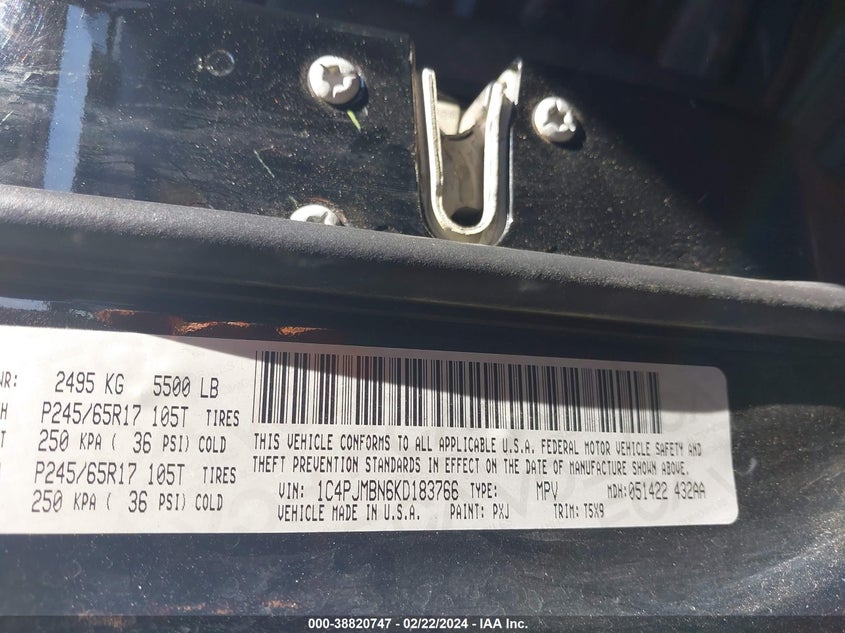 WR: 2495 KG 5500 LB
H P245/65R17 105T TIRES
T 250 KPA ( 36 PSI) COLD
P245/65R17 105T TIRES
250 KPA ( 36 PSI) COLD
THIS VEHICLE CONFORMS TO ALL APPLICABLE U.S.A. FEDERAL MOTOR VEHICLE SAFETY AND
THEFT PREVENTION STANDARDS IN EFFECT ON THE DATE OF MANUFACTURE SHOWN ABOVE.
VIN: 1C4PJMBN6KD183766 TYPE: MPV MDH:051422 432AA
VEHICLE MADE IN U.S.A. PAINT: PXJ TRIM: T5X9
000-38820747 - 02/22/2024 - IAA Inc.